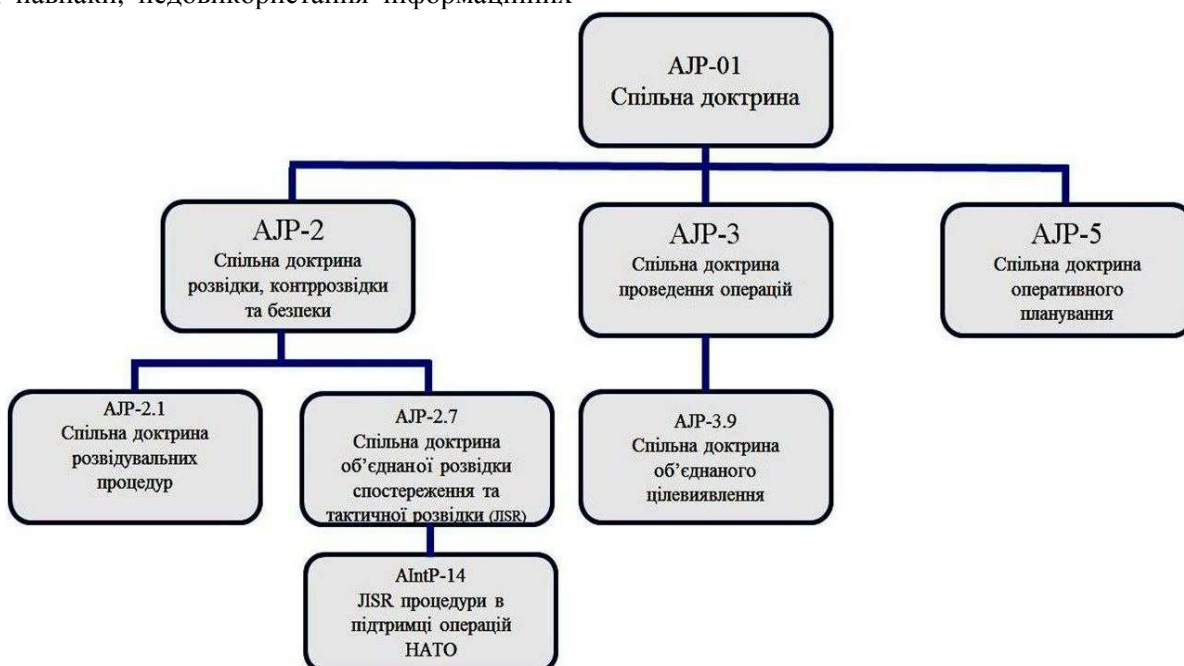 навпаки, недовикористання інформаційних
AJP-01
Спільна доктрина
AJP-2
Спільна доктрина
розвідки, контррозвідки
та безпеки
AJP-3
Спільна доктрина
проведення операцій
AJP-5
Спільна доктрина
оперативного
планування
AJP-2.1
Спільна доктрина
розвідувальних
процедур
AJP-2.7
Спільна доктрина
об’єднаної розвідки
спостереження та
тактичної розвідки (JISR)
AJP-3.9
Спільна доктрина
об’єднаного
цілевиявлення
AIntP-14
JISR процедури в
підтримці операцій
НАТО